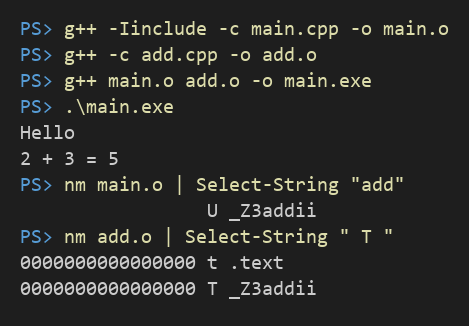 PS> g++ -Iinclude -c main.cpp -o main.o
PS> g++ -c add.cpp -o add.o
PS> g++ main.o add.o -o main.exe
PS> .\main.exe
Hello
2 + 3 = 5
PS> nm main.o | Select-String "add"
                 U _Z3addii
PS> nm add.o | Select-String " T "
0000000000000000 t .text
0000000000000000 T _Z3addii